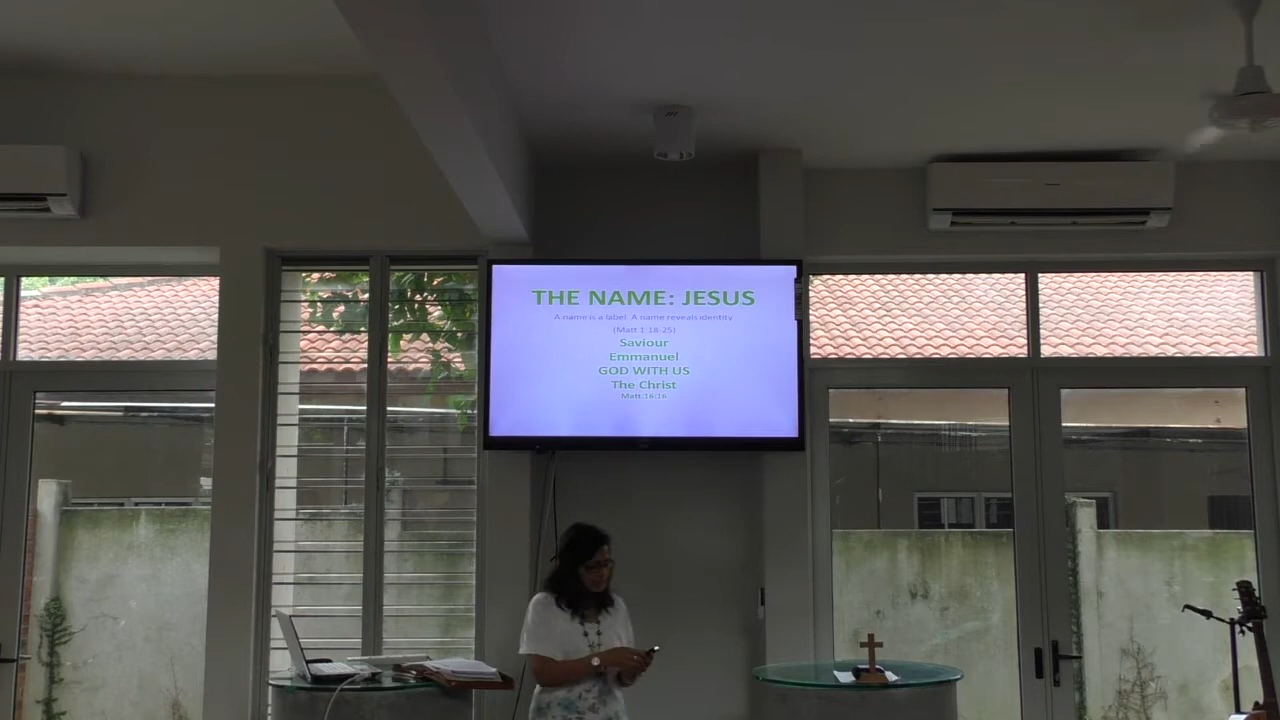 THE NAME: JESUS
A name is a label. A name reveals identity
(Matt 1:18-25)
Saviour
Emmanuel
GOD WITH US
The Christ
Matt.16:16